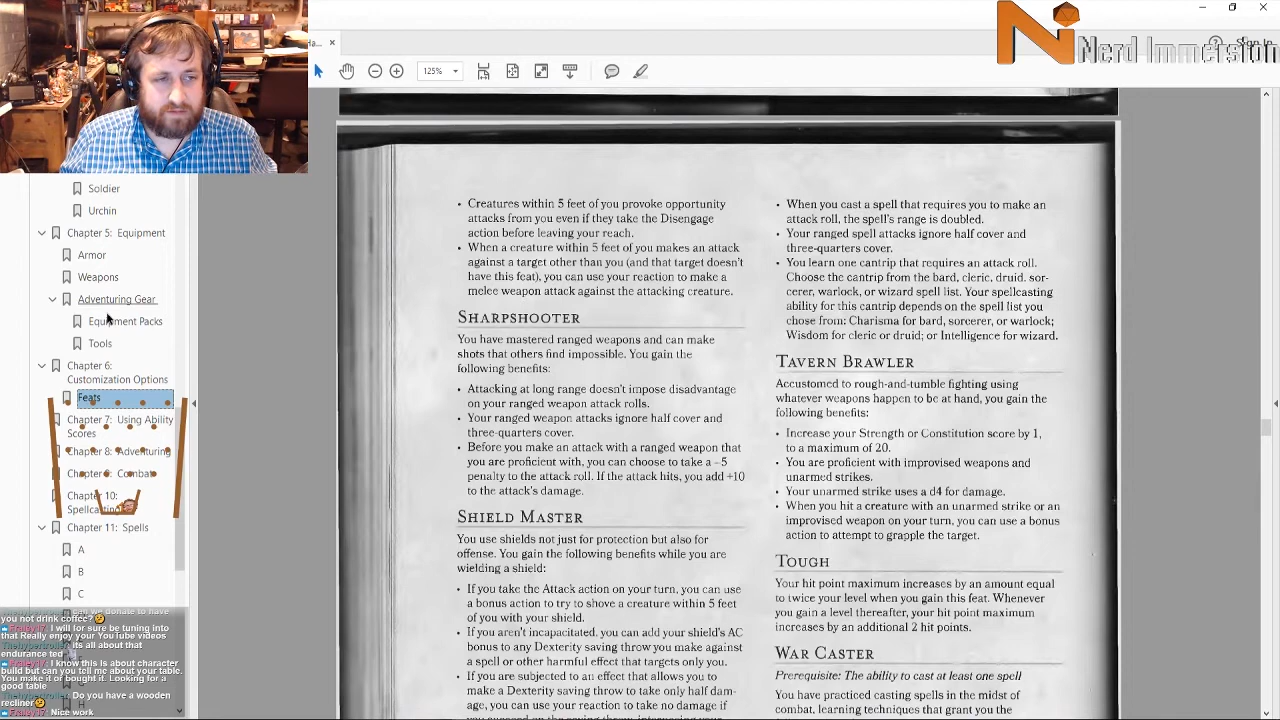 Nerd Immersion
Sign In
125%
Soldier
Urchin
Chapter 5: Equipment
Armor
Weapons
Adventuring Gear
Equipment Packs
Tools
Chapter 6:
Customization Options
Feats
Chapter 7: Using Ability
Scores
Chapter 8: Adventuring
Chapter 9: Combat
Chapter 10:
Spellcasting
Chapter 11: Spells
A
B
C
H
you not drink coffee?
Fraley17: I will for sure be tuning into
that Really enjoy your YouTube videos
Thehypertroller: its all about that
endurance ted
Fraley17: I know this is about character
build but can you tell me about your table.
You make it or bought it. Looking for a
good table
Thehypertroller: Do you have a wooden
recliner
Fraley17: Nice work
• Creatures within 5 feet of you provoke opportunity
attacks from you even if they take the Disengage
action before leaving your reach.
• When a creature within 5 feet of you makes an attack
against a target other than you (and that target doesn't
have this feat), you can use your reaction to make a
melee weapon attack against the attacking creature.
Sharpshooter
You have mastered ranged weapons and can make
shots that others find impossible. You gain the
following benefits:
• Attacking at long range doesn't impose disadvantage
on your ranged weapon attack rolls.
• Your ranged weapon attacks ignore half cover and
three-quarters cover.
• Before you make an attack with a ranged weapon that
you are proficient with, you can choose to take a –5
penalty to the attack roll. If the attack hits, you add +10
to the attack's damage.
Shield Master
You use shields not just for protection but also for
offense. You gain the following benefits while you are
wielding a shield:
• If you take the Attack action on your turn, you can use
a bonus action to try to shove a creature within 5 feet
of you with your shield.
• If you aren't incapacitated, you can add your shield's AC
bonus to any Dexterity saving throw you make against
a spell or other harmful effect that targets only you.
• If you are subjected to an effect that allows you to
make a Dexterity saving throw to take only half dam-
age, you can use your reaction to take no damage if
• When you cast a spell that requires you to make an
attack roll, the spell's range is doubled.
• Your ranged spell attacks ignore half cover and
three-quarters cover.
• You learn one cantrip that requires an attack roll.
Choose the cantrip from the bard, cleric, druid. sor-
cerer, warlock, or wizard spell list. Your spellcasting
ability for this cantrip depends on the spell list you
chose from: Charisma for bard, sorcerer, or warlock;
Wisdom for cleric or druid; or Intelligence for wizard.
Tavern Brawler
Accustomed to rough-and-tumble fighting using
whatever weapons happen to be at hand, you gain the
following benefits:
• Increase your Strength or Constitution score by 1,
to a maximum of 20.
• You are proficient with improvised weapons and
unarmed strikes.
• Your unarmed strike uses a d4 for damage.
• When you hit a creature with an unarmed strike or an
improvised weapon on your turn, you can use a bonus
action to attempt to grapple the target.
Tough
Your hit point maximum increases by an amount equal
to twice your level when you gain this feat. Whenever
you gain a level thereafter, your hit point maximum
increases by an additional 2 hit points.
War Caster
Prerequisite: The ability to cast at least one spell
You have practiced casting spells in the midst of
combat, learning techniques that grant you the